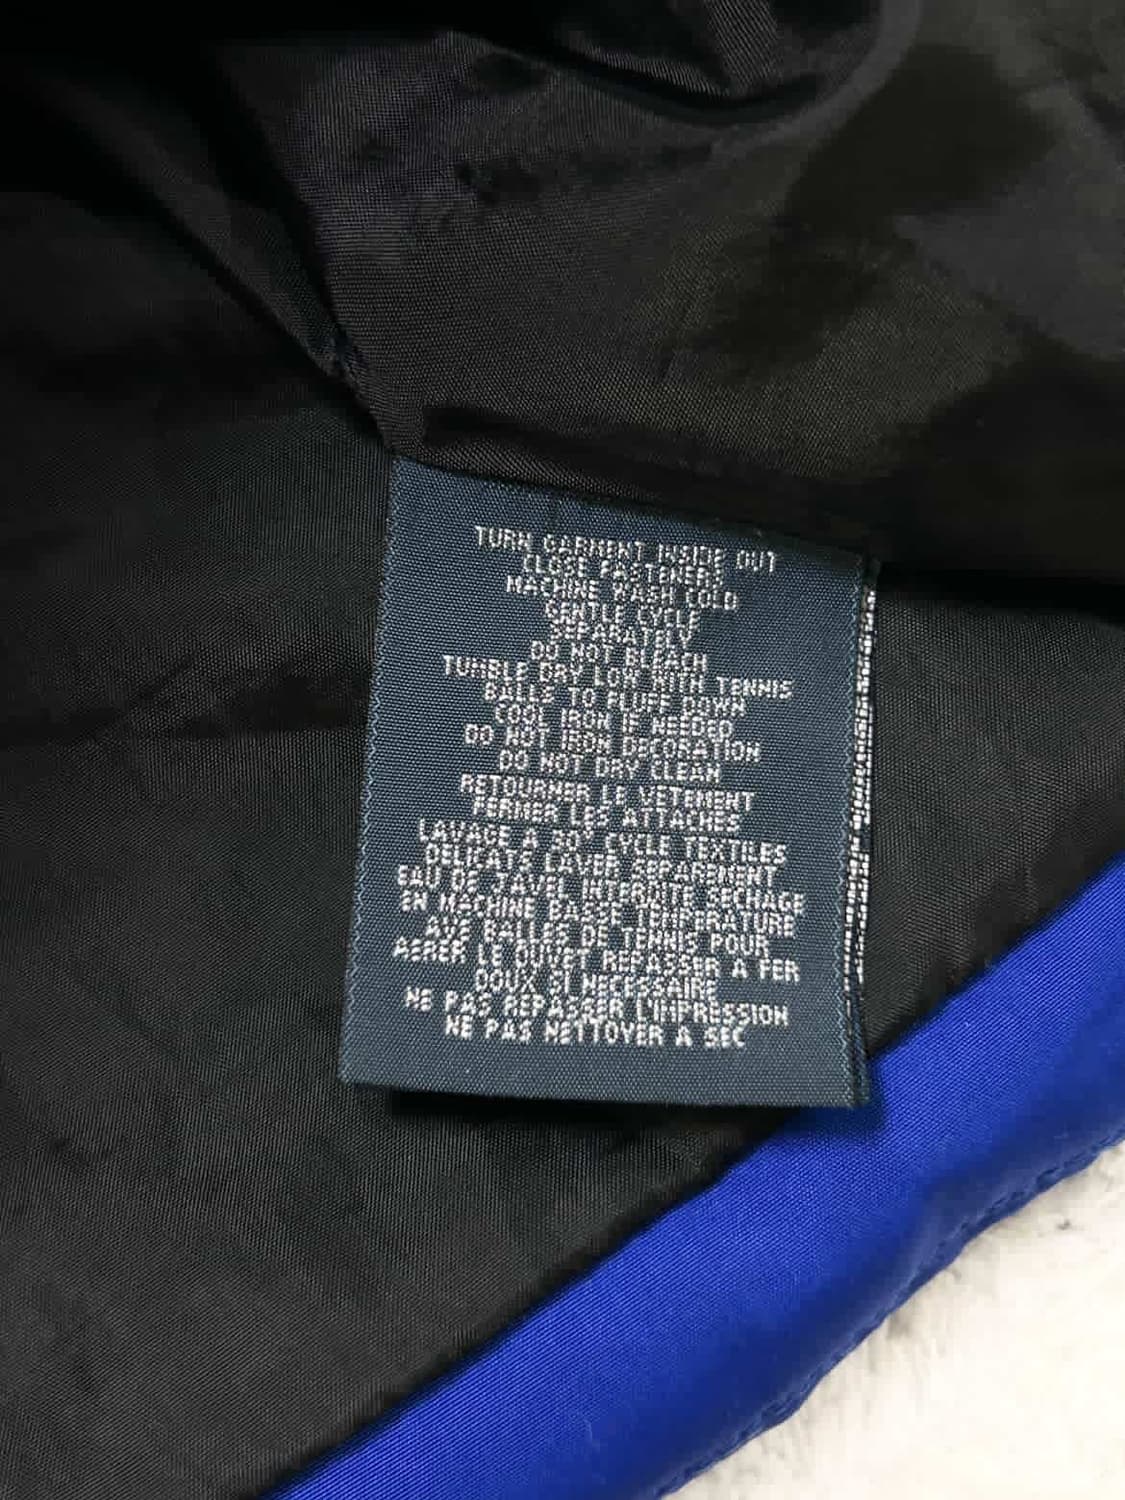 TURN GARMENT INSIDE OUT
CLOSE FASTENERS
MACHINE WASH COLD
GENTLE CYCLE
SEPARATELY
DO NOT BLEACH
TUMBLE DRY LOW WITH TENNIS
BALLS TO FLUFF DOWN
COOL IRON IF NEEDED
DO NOT IRON DECORATION
DO NOT DRY CLEAN
RETOURNER LE VETEMENT
FERMER LES ATTACHES
LAVAGE A 30° CYCLE TEXTILES
DELICATS LAVER SEPAREMENT
EAU DE JAVEL INTERDITE SECHAGE
EN MACHINE BASSE TEMPERATURE
AVEC BALLES DE TENNIS POUR
AERER LE DUVET REPASSER A FER
DOUX SI NECESSAIRE
NE PAS REPASSER L'IMPRESSION
NE PAS NETTOYER A SEC